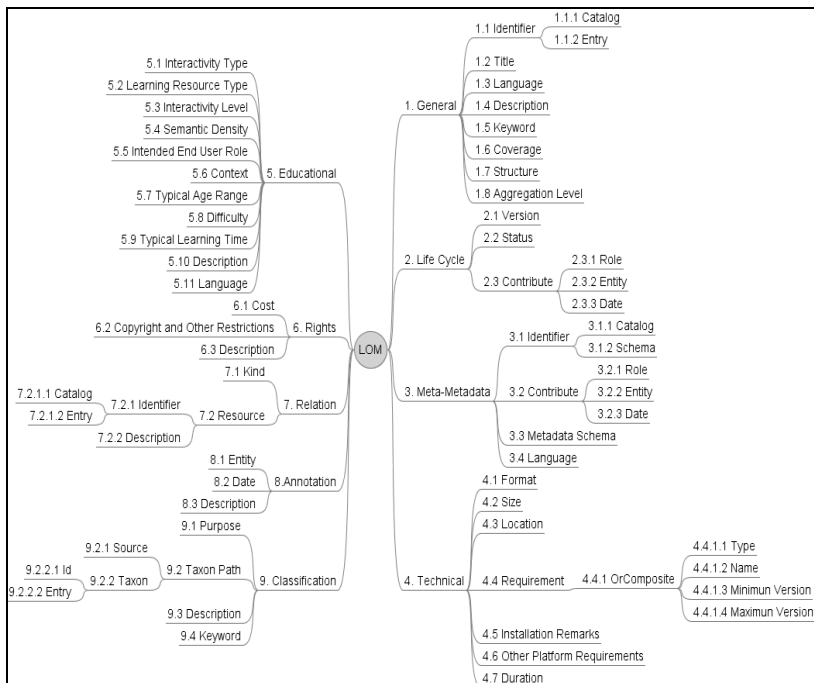 LOM
1. General
1.1 Identifier
1.1.1 Catalog
1.1.2 Entry
1.2 Title
1.3 Language
1.4 Description
1.5 Keyword
1.6 Coverage
1.7 Structure
1.8 Aggregation Level
2. Life Cycle
2.1 Version
2.2 Status
2.3 Contribute
2.3.1 Role
2.3.2 Entity
2.3.3 Date
3. Meta-Metadata
3.1 Identifier
3.1.1 Catalog
3.1.2 Schema
3.2 Contribute
3.2.1 Role
3.2.2 Entity
3.2.3 Date
3.3 Metadata Schema
3.4 Language
4. Technical
4.1 Format
4.2 Size
4.3 Location
4.4 Requirement
4.4.1 OrComposite
4.4.1.1 Type
4.4.1.2 Name
4.4.1.3 Minimun Version
4.4.1.4 Maximun Version
4.5 Installation Remarks
4.6 Other Platform Requirements
4.7 Duration
5. Educational
5.1 Interactivity Type
5.2 Learning Resource Type
5.3 Interactivity Level
5.4 Semantic Density
5.5 Intended End User Role
5.6 Context
5.7 Typical Age Range
5.8 Difficulty
5.9 Typical Learning Time
5.10 Description
5.11 Language
6. Rights
6.1 Cost
6.2 Copyright and Other Restrictions
6.3 Description
7. Relation
7.1 Kind
7.2 Resource
7.2.1 Identifier
7.2.1.1 Catalog
7.2.1.2 Entry
7.2.2 Description
8.Annotation
8.1 Entity
8.2 Date
8.3 Description
9. Classification
9.1 Purpose
9.2 Taxon Path
9.2.1 Source
9.2.2 Taxon
9.2.2.1 Id
9.2.2.2 Entry
9.3 Description
9.4 Keyword